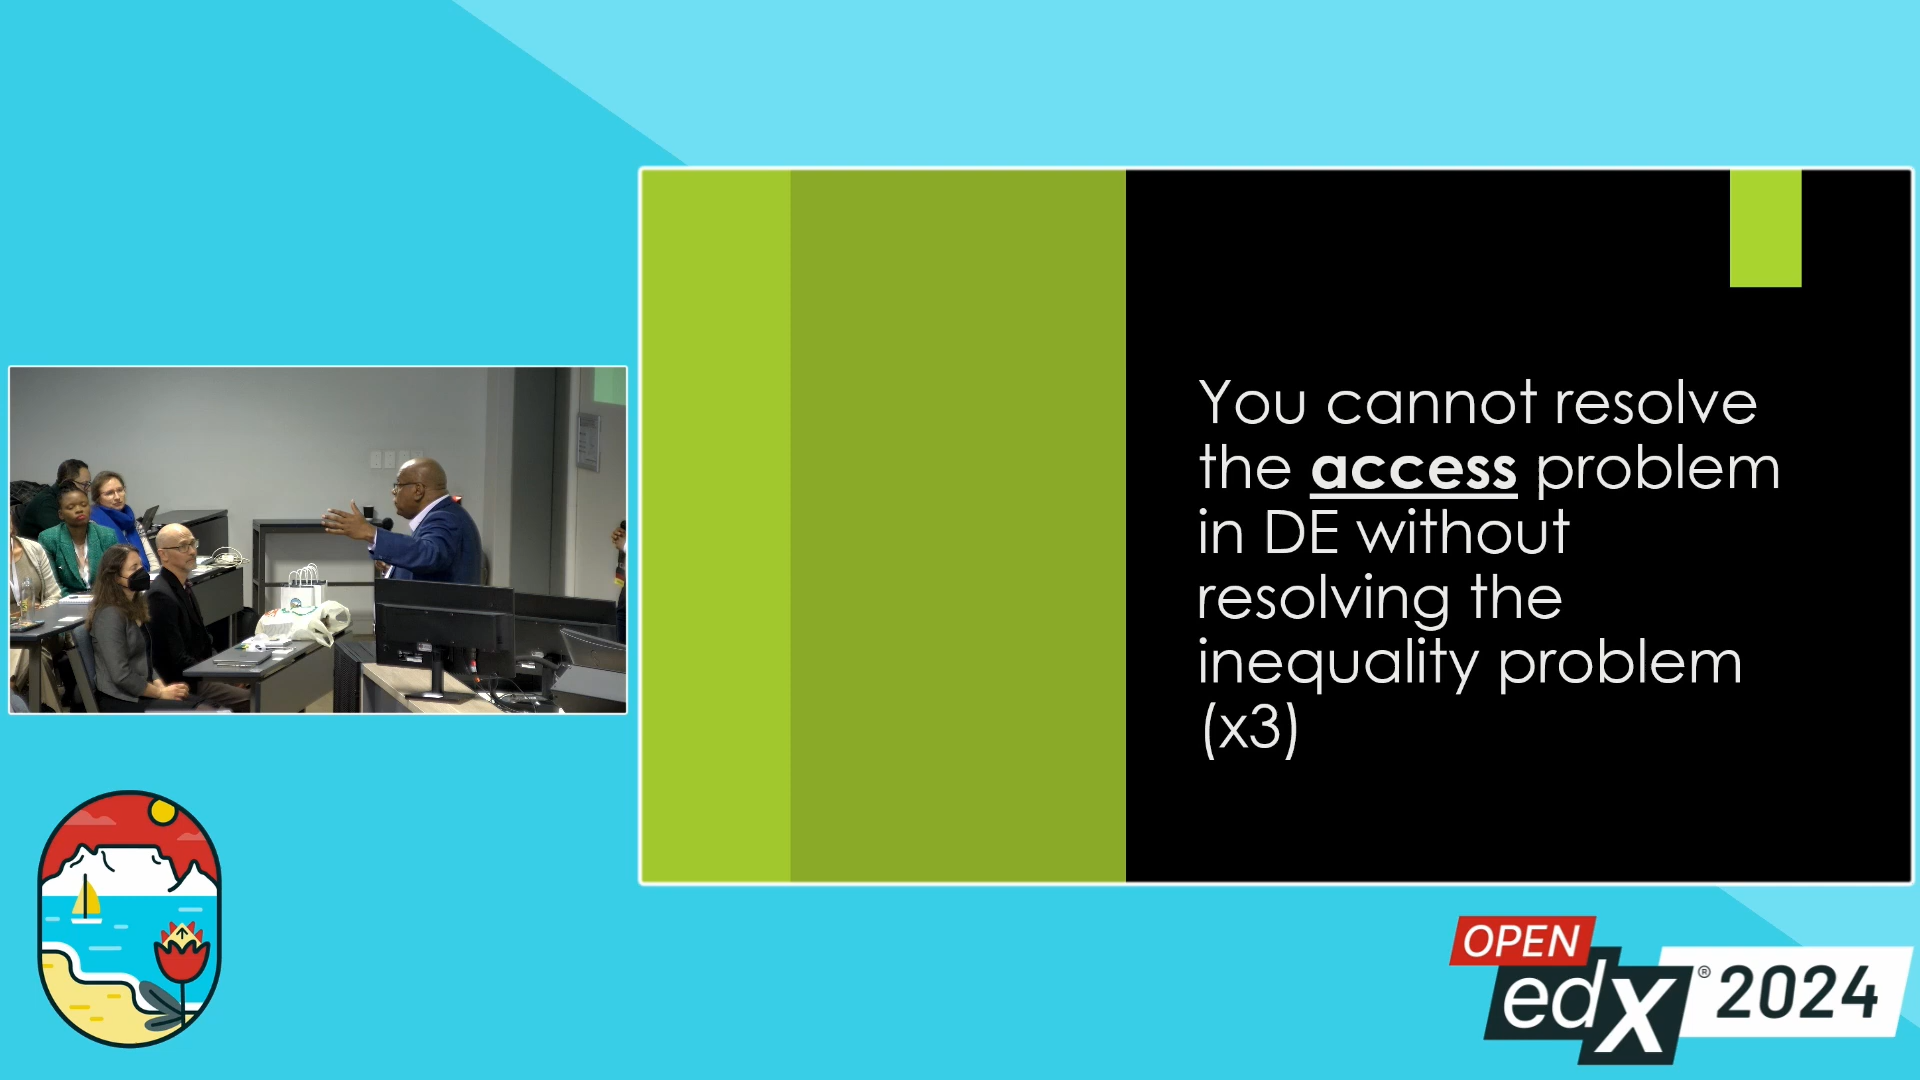 You cannot resolve
the access problem
in DE without
resolving the
inequality problem
(x3)
OPEN
edX ® 2024